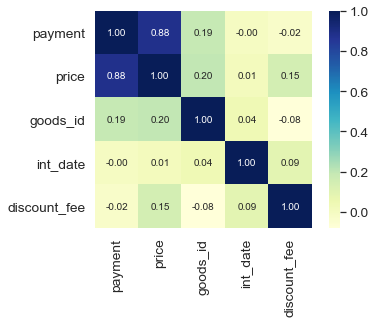 payment 1.00 0.88 0.19 -0.00 -0.02
price 0.88 1.00 0.20 0.01 0.15
goods_id 0.19 0.20 1.00 0.04 -0.08
int_date -0.00 0.01 0.04 1.00 0.09
discount_fee -0.02 0.15 -0.08 0.09 1.00
payment
price
goods_id
int_date
discount_fee
1.0
0.8
0.6
0.4
0.2
0.0